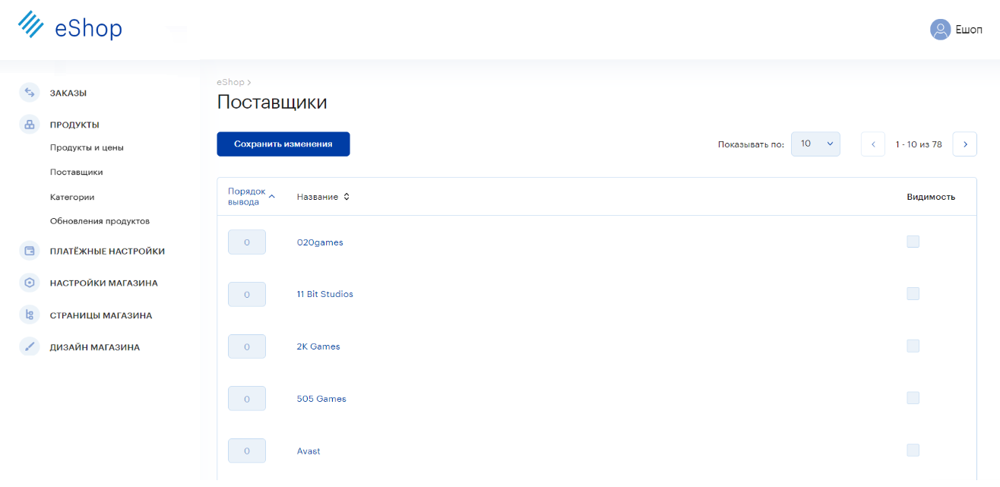 eShop
Ешоп
ЗАКАЗЫ
ПРОДУКТЫ
Продукты и цены
Поставщики
Категории
Обновления продуктов
ПЛАТЁЖНЫЕ НАСТРОЙКИ
НАСТРОЙКИ МАГАЗИНА
СТРАНИЦЫ МАГАЗИНА
ДИЗАЙН МАГАЗИНА
eShop >
Поставщики
Сохранить изменения
Показывать по: 10 1 - 10 из 78
Порядок
вывода
Название
Видимость
0 020games
0 11 Bit Studios
0 2K Games
0 505 Games
0 Avast